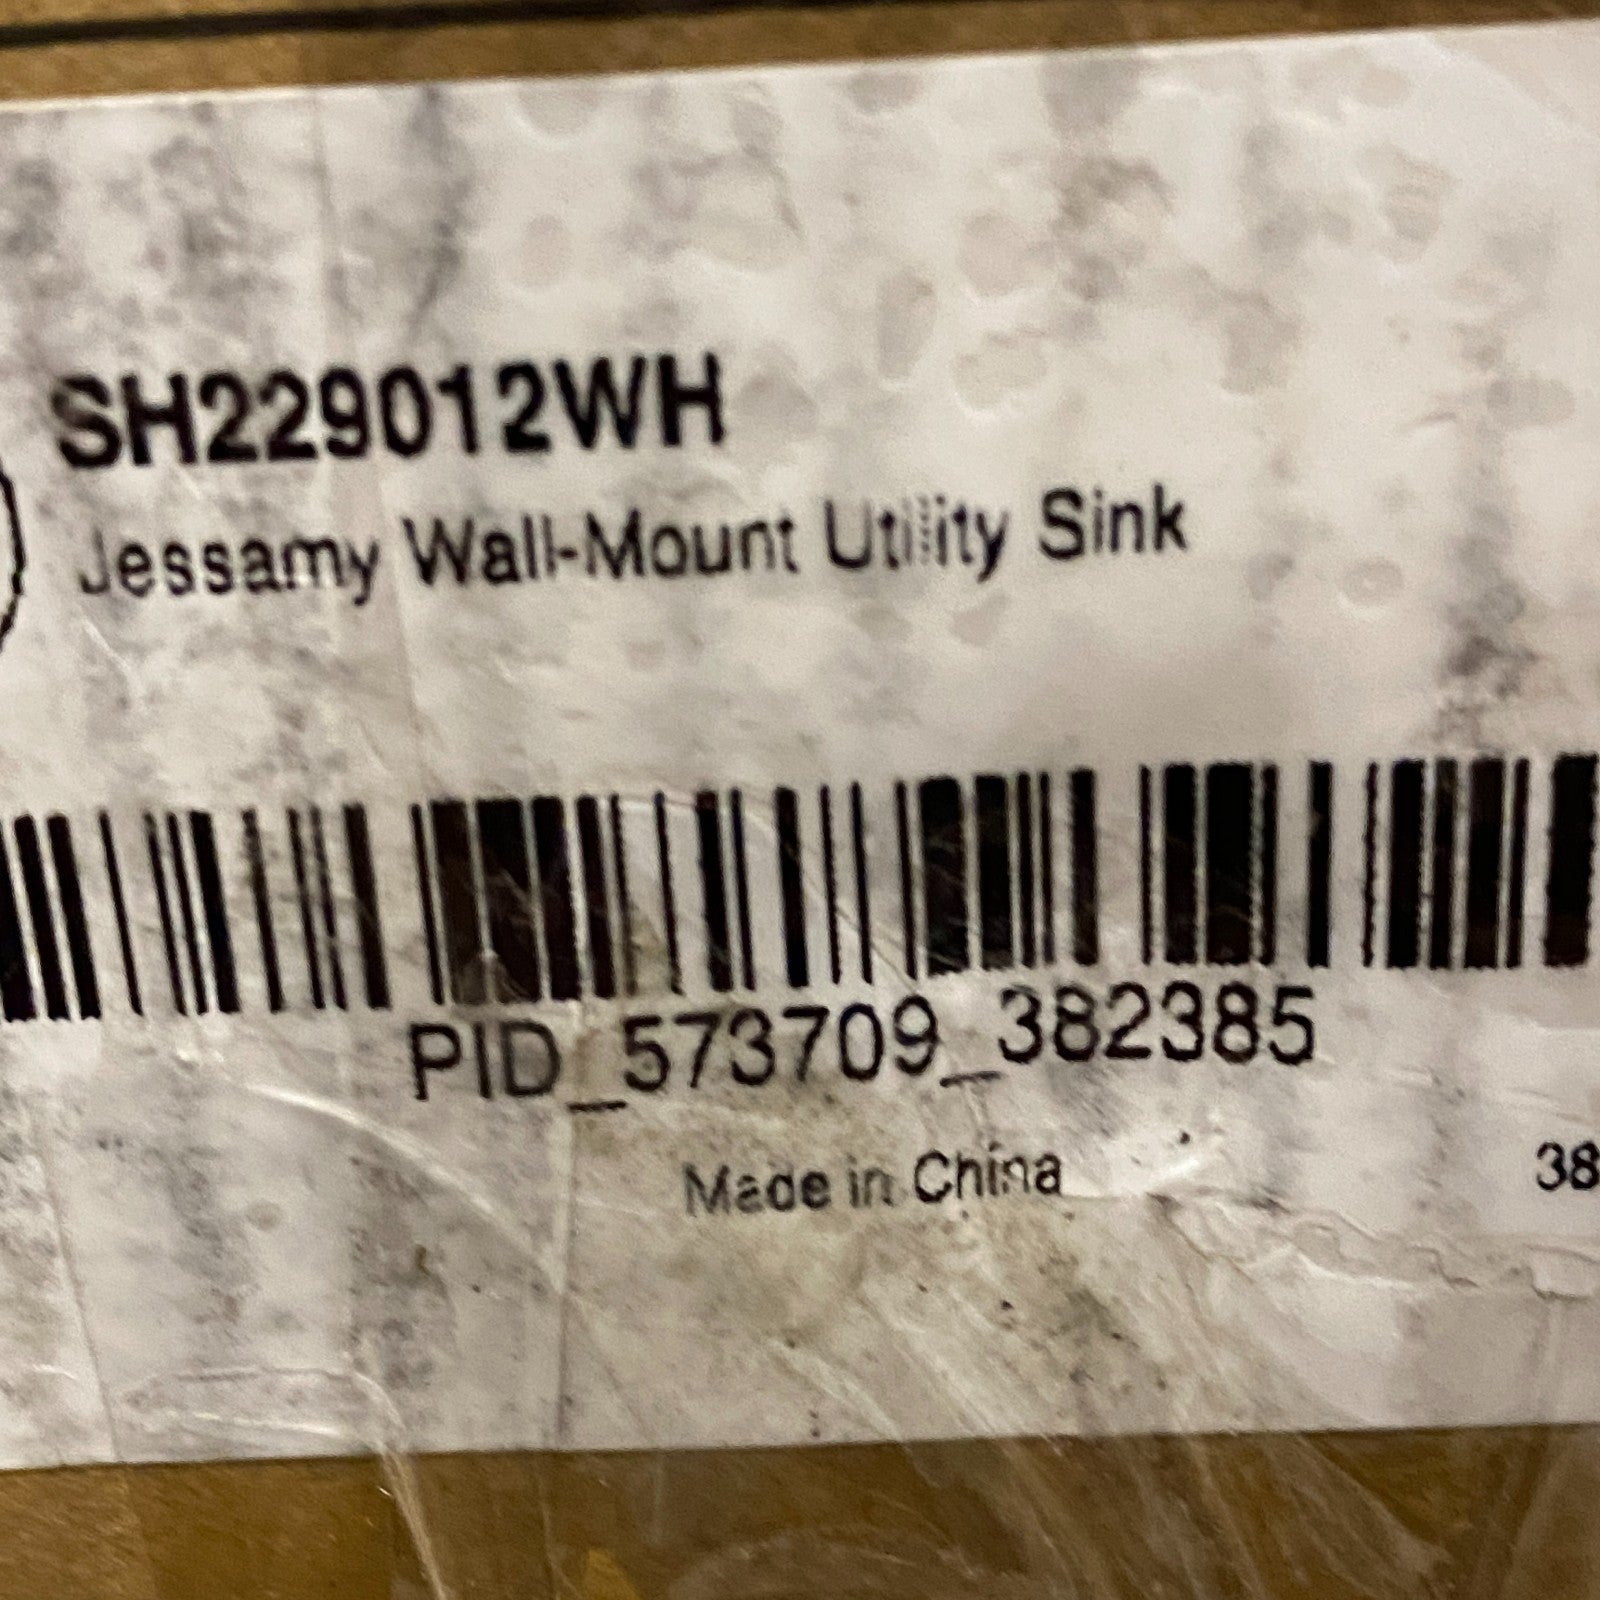 SH229012WH
Jessamy Wall-Mount Utility Sink
PID_573709_382385
Made in China
38